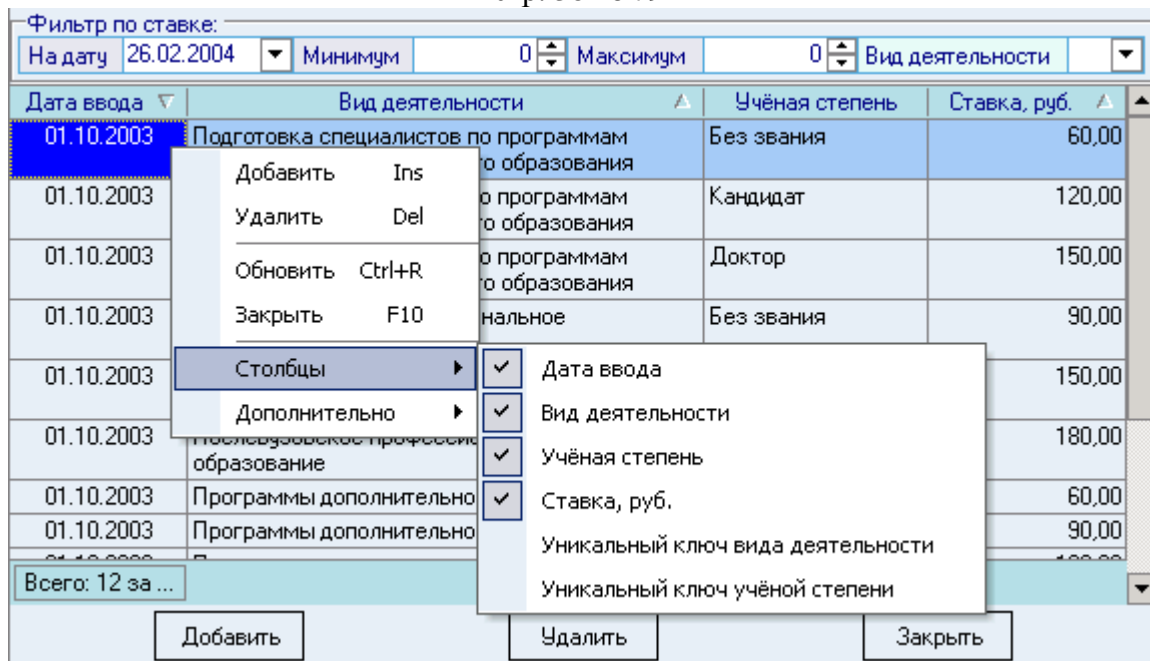 Фильтр по ставке:
На дату 26.02.2004 Минимум 0 Максимум 0 Вид деятельности
Дата ввода Вид деятельности Учёная степень Ставка, руб.
01.10.2003 Подготовка специалистов по программам Без звания 60,00
о образования
Добавить Ins
01.10.2003 о программам Кандидат 120,00
Удалить Del
о образования
01.10.2003 о программам Доктор 150,00
Обновить Ctrl+R
о образования
01.10.2003 Закрыть F10 нальное Без звания 90,00
01.10.2003 Столбцы Дата ввода 150,00
Дополнительно Вид деятельности
01.10.2003 Послевузовское профессио 180,00
образование Учёная степень
01.10.2003 Программы дополнительно Ставка, руб. 60,00
01.10.2003 Программы дополнительно 90,00
Уникальный ключ вида деятельности
Всего: 12 за ... Уникальный ключ учёной степени
Добавить Удалить Закрыть